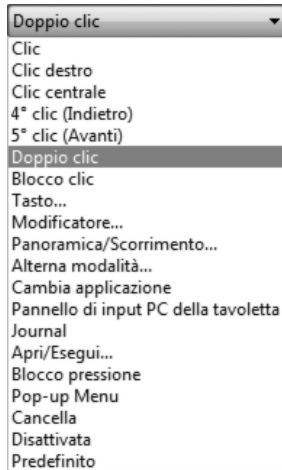 Doppio clic
Clic
Clic destro
Clic centrale
4° clic (Indietro)
5° clic (Avanti)
Doppio clic
Blocco clic
Tasto...
Modificatore...
Panoramica/Scorrimento...
Alterna modalità...
Cambia applicazione
Pannello di input PC della tavoletta
Journal
Apri/Esegui...
Blocco pressione
Pop-up Menu
Cancella
Disattivata
Predefinito